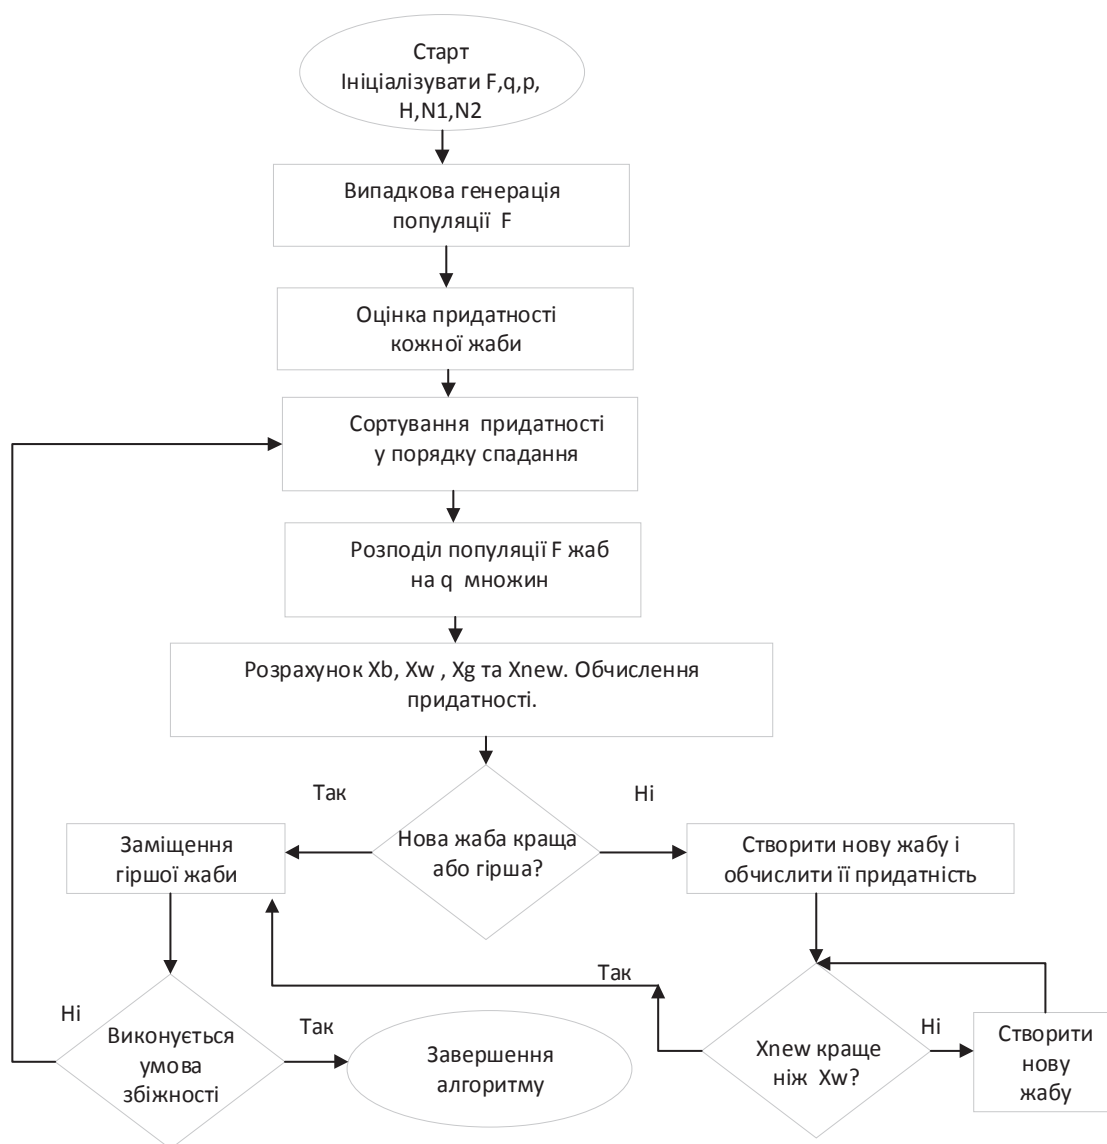 Старт
Ініціалізувати F,q,p,
H,N1,N2
Випадкова генерація
популяції F
Оцінка придатності
кожної жаби
Сортування придатності
у порядку спадання
Розподіл популяції F жаб
на q множин
Розрахунок Xb, Xw , Xg та Xnew. Обчислення
придатності.
Так
Ні
Нова жаба краща
або гірша?
Заміщення
гіршої жаби
Створити нову жабу і
обчислити її придатність
Так
Ні
Виконується
умова
збіжності
Так
Завершення
алгоритму
Xnew краще
ніж Xw?
Ні
Створити
нову
жабу